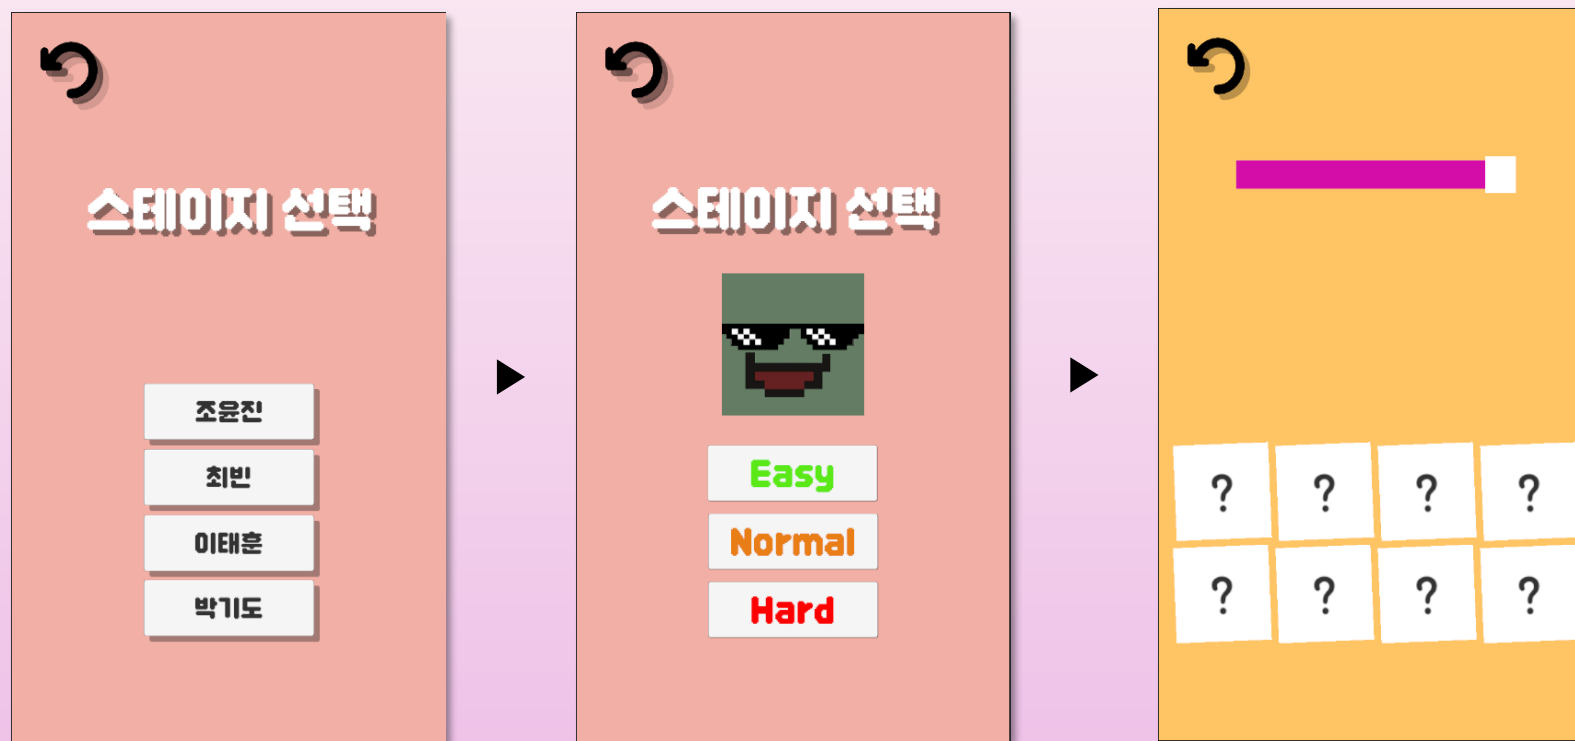 스테이지 선택
조윤진
최빈
이태훈
박기도
스테이지 선택
Easy
Normal
Hard
? ? ? ?
? ? ? ?